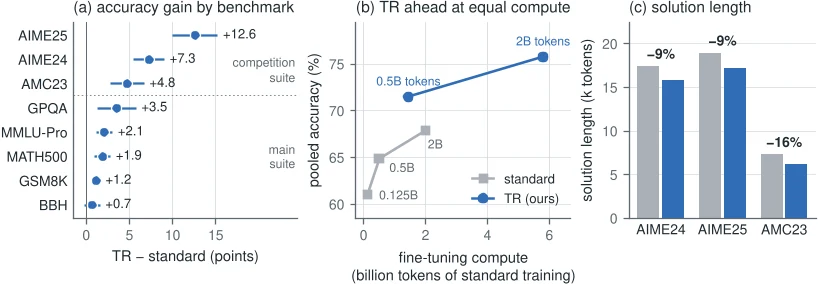 (a) accuracy gain by benchmark
AIME25
+12.6
AIME24
+7.3
competition
suite
AMC23
+4.8
GPQA
+3.5
MMLU-Pro
+2.1
main
suite
MATH500
+1.9
GSM8K
+1.2
BBH
+0.7
0 5 10 15
TR − standard (points)
(b) TR ahead at equal compute
pooled accuracy (%)
75
70
65
60
2B tokens
0.5B tokens
2B
0.5B
0.125B
standard
TR (ours)
0 2 4 6
fine-tuning compute
(billion tokens of standard training)
(c) solution length
solution length (k tokens)
20
15
10
5
0
−9%
−9%
−16%
AIME24 AIME25 AMC23